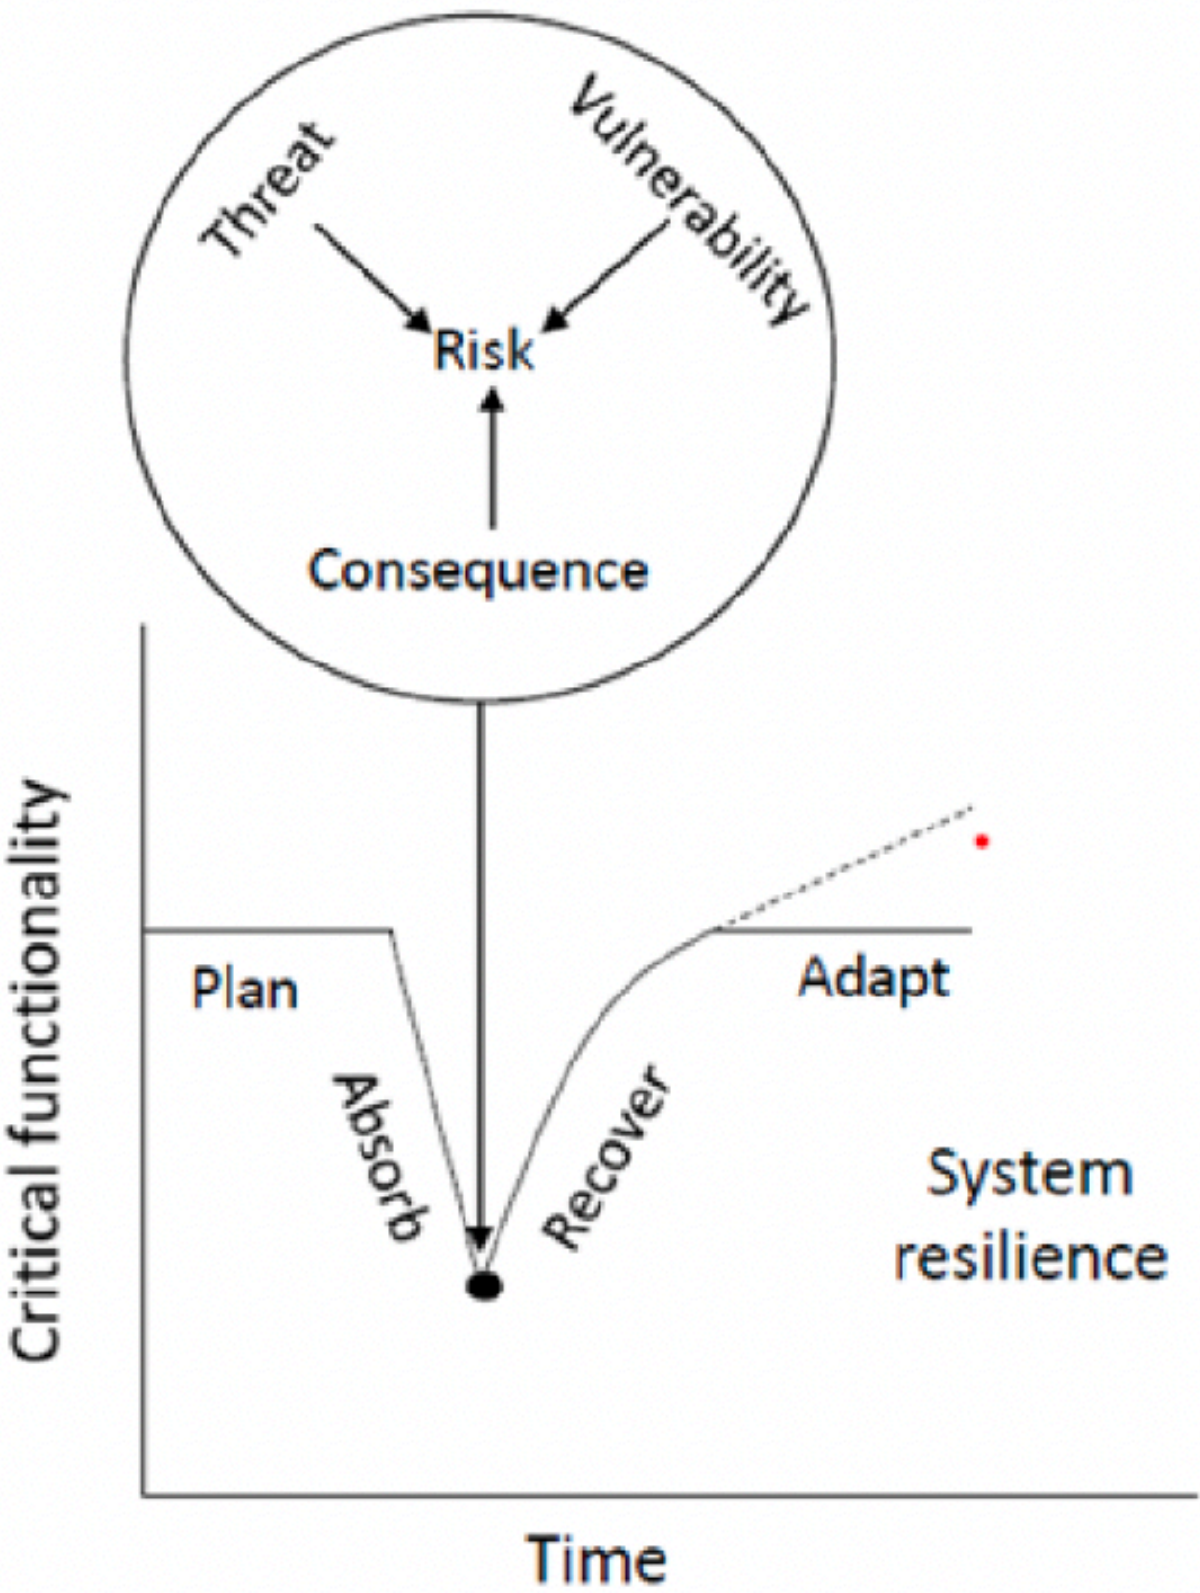 Threat
Vulnerability
Risk
Consequence
Critical functionality
Plan
Adapt
Absorb
Recover
System
resilience
Time